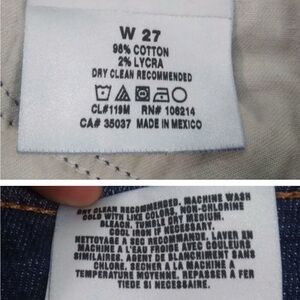 W 27
98% COTTON
2% LYCRA
DRY CLEAN RECOMMENDED
CL#119M RN# 106214
CA# 35037 MADE IN MEXICO
DRY CLEAN RECOMMENDED. MACHINE WASH
COLD WITH LIKE COLORS, NON-CHLORINE
BLEACH. TUMBLE DRY MEDIUM.
COOL IRON IF NECESSARY.
NETTOYAGE A SEC RECOMMENDE. LAVER EN
MACHINE A L'EAU FROIDE AVEC COULEURS
SIMILAIRES. AGENT DE BLANCHIMENT SANS
CHLORE. SECHER A LA MACHINE A
TEMPERATURE MOYENNE. REPASSER A FER
TIEDE SI NECESSAIRE.